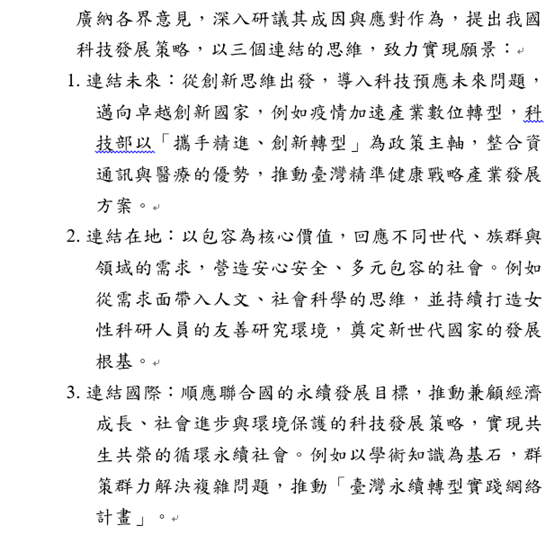 廣納各界意見，深入研議其成因與應對作為，提出我國
科技發展策略，以三個連結的思維，致力實現願景：
1. 連結未來：從創新思維出發，導入科技預應未來問題，
邁向卓越創新國家，例如疫情加速產業數位轉型，科
技部以「攜手精進、創新轉型」為政策主軸，整合資
通訊與醫療的優勢，推動臺灣精準健康戰略產業發展
方案。
2. 連結在地：以包容為核心價值，回應不同世代、族群與
領域的需求，營造安心安全、多元包容的社會。例如
從需求面帶入人文、社會科學的思維，並持續打造女
性科研人員的友善研究環境，奠定新世代國家的發展
根基。
3. 連結國際：順應聯合國的永續發展目標，推動兼顧經濟
成長、社會進步與環境保護的科技發展策略，實現共
生共榮的循環永續社會。例如以學術知識為基石，群
策群力解決複雜問題，推動「臺灣永續轉型實踐網絡
計畫」。